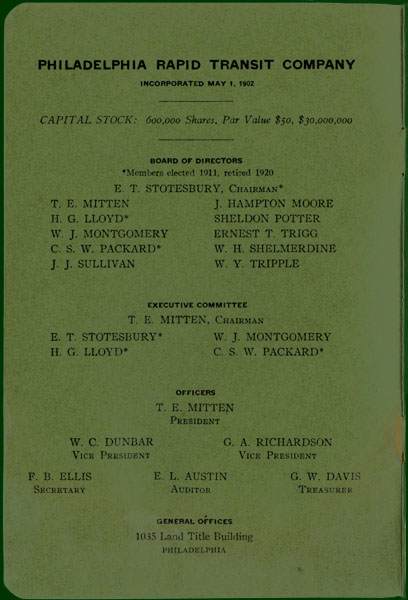 PHILADELPHIA RAPID TRANSIT COMPANY
INCORPORATED MAY 1, 1902
CAPITAL STOCK: 600,000 Shares, Par Value $50, $30,000,000
BOARD OF DIRECTORS
*Members elected 1911, retired 1920
E. T. STOTESBURY, CHAIRMAN*
T. E. MITTEN J. HAMPTON MOORE
H. G. LLOYD* SHELDON POTTER
W. J. MONTGOMERY ERNEST T. TRIGG
C. S. W. PACKARD* W. H. SHELMERDINE
J. J. SULLIVAN W. Y. TRIPPLE
EXECUTIVE COMMITTEE
T. E. MITTEN, CHAIRMAN
E. T. STOTESBURY* W. J. MONTGOMERY
H. G. LLOYD* C. S. W. PACKARD*
OFFICERS
T. E. MITTEN
PRESIDENT
W. C. DUNBAR G. A. RICHARDSON
VICE PRESIDENT VICE PRESIDENT
F. B. ELLIS E. L. AUSTIN G. W. DAVIS
SECRETARY AUDITOR TREASURER
GENERAL OFFICES
1035 Land Title Building
PHILADELPHIA